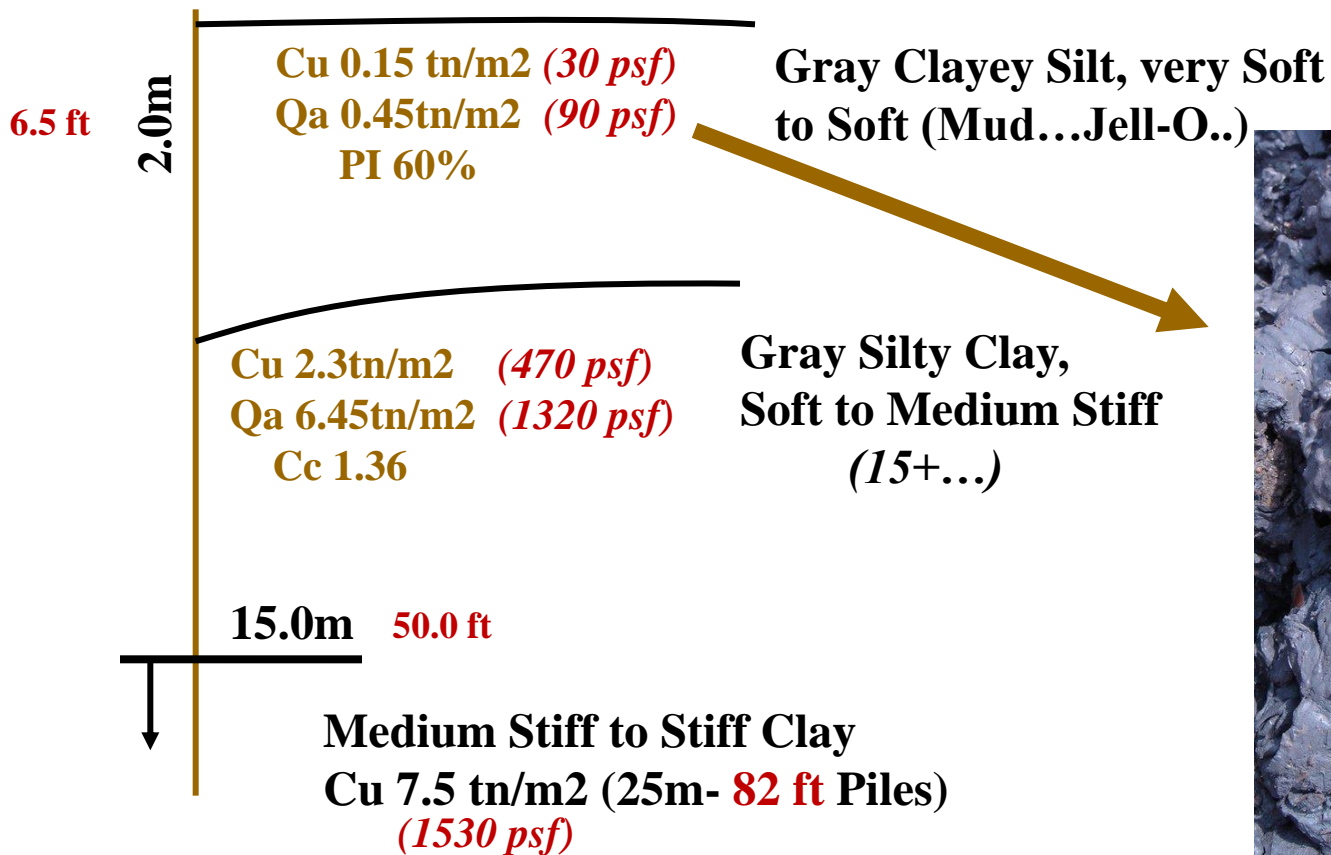 Cu 0.15 tn/m2 (30 psf)
Qa 0.45tn/m2 (90 psf)
PI 60%
Gray Clayey Silt, very Soft
to Soft (Mud…Jell-O..)
6.5 ft
2.0m
Cu 2.3tn/m2 (470 psf)
Qa 6.45tn/m2 (1320 psf)
Cc 1.36
Gray Silty Clay,
Soft to Medium Stiff
(15+…)
15.0m 50.0 ft
Medium Stiff to Stiff Clay
Cu 7.5 tn/m2 (25m- 82 ft Piles)
(1530 psf)